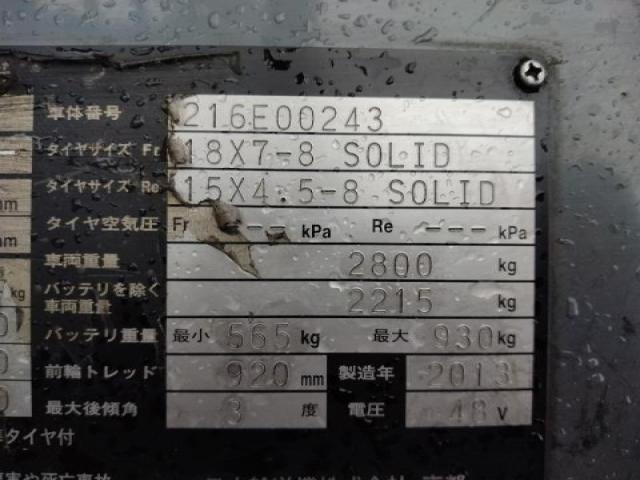 車体番号 216E00243
タイヤサイズ Fr 18X7-8 SOLID
タイヤサイズ Re 15X4.5-8 SOLID
mm タイヤ空気圧 Fr --- kPa Re --- kPa
mm 車両重量 2800 kg
kg バッテリを除く車両重量 2215 kg
バッテリ重量 最小 565 kg 最大 930 kg
前輪トレッド 920 mm 製造年 2013
最大後傾角 3 度 電圧 48 V
タイヤ付